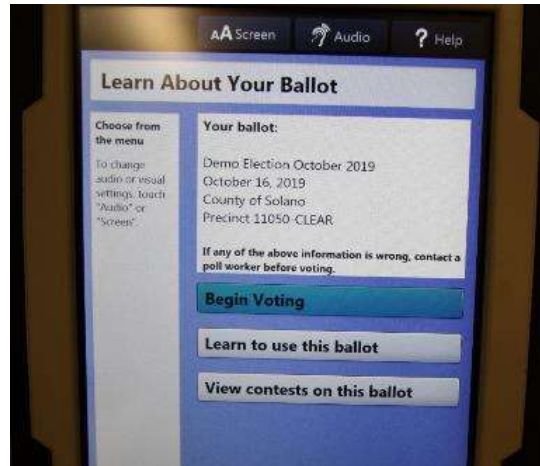 AA Screen
Audio
? Help
Learn About Your Ballot
Choose from
the menu
To change
audio or visual
settings, touch
"Audio" or
"Screen".
Your ballot:
Demo Election October 2019
October 16, 2019
County of Solano
Precinct 11050-CLEAR
If any of the above information is wrong, contact a
poll worker before voting.
Begin Voting
Learn to use this ballot
View contests on this ballot